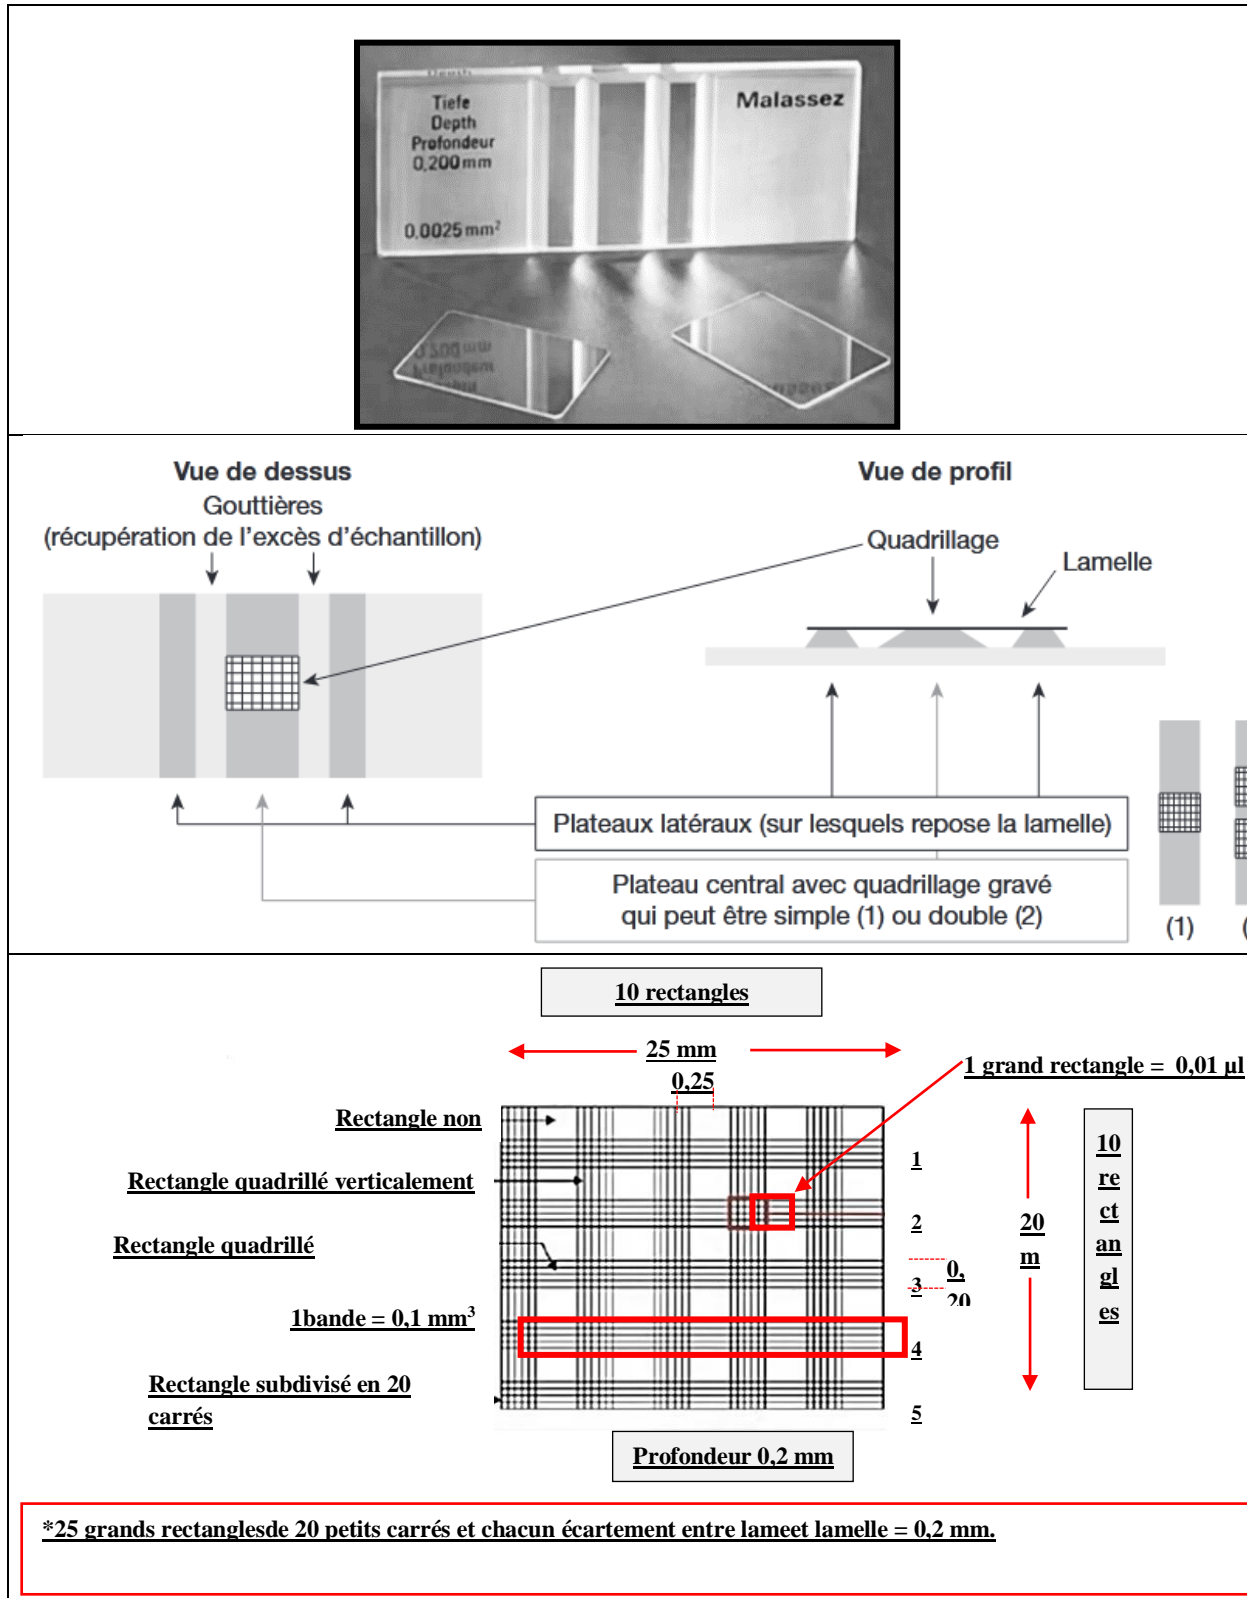 Tiefe
Depth
Profondeur
0,200 mm
0,0025 mm²
Malassez
Vue de dessus
Gouttières
(récupération de l'excès d'échantillon)
Vue de profil
Quadrillage
Lamelle
Plateaux latéraux (sur lesquels repose la lamelle)
Plateau central avec quadrillage gravé
qui peut être simple (1) ou double (2)
(1)
(
10 rectangles
25 mm
0,25
1 grand rectangle = 0,01 µl
Rectangle non
Rectangle quadrillé verticalement
Rectangle quadrillé
1bande = 0,1 mm³
Rectangle subdivisé en 20
carrés
1
2
3
4
5
0,
20
20
m
10
re
ct
an
gl
es
Profondeur 0,2 mm
*25 grands rectanglesde 20 petits carrés et chacun écartement entre lameet lamelle = 0,2 mm.